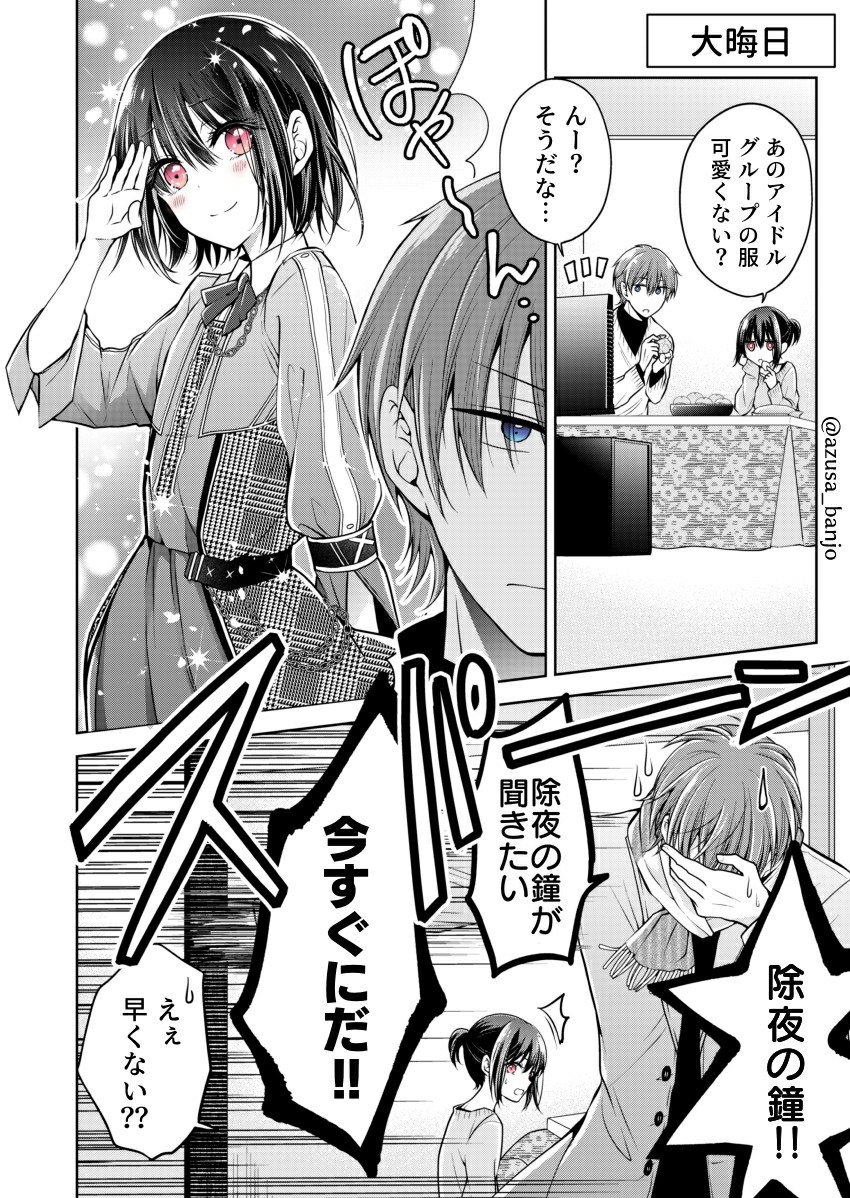 大晦日
あのアイドル
グループの服
可愛くない？
んー？
そうだな…
ぽや〜〜ん…
@azusa_banjo
スパーン
除夜の鐘!!
除夜の鐘が
聞きたい
今すぐにだ!!
えぇ
早くない??